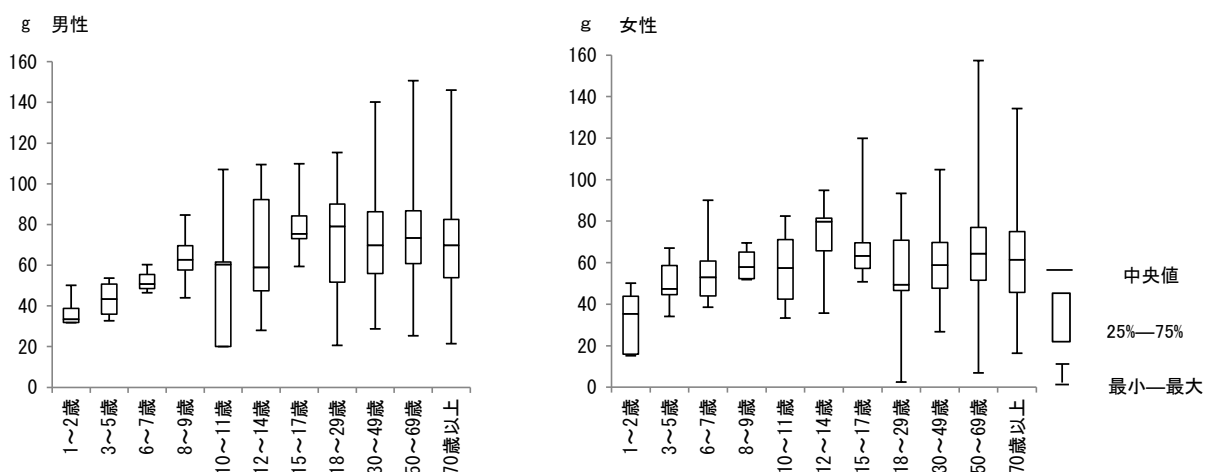 g 男性
160
140
120
100
80
60
40
20
0
1~2歳
3~5歳
6~7歳
8~9歳
10~11歳
12~14歳
15~17歳
18~29歳
30~49歳
50~69歳
70歳以上
g 女性
160
140
120
100
80
60
40
20
0
1~2歳
3~5歳
6~7歳
8~9歳
10~11歳
12~14歳
15~17歳
18~29歳
30~49歳
50~69歳
70歳以上
中央値
25%―75%
最小―最大